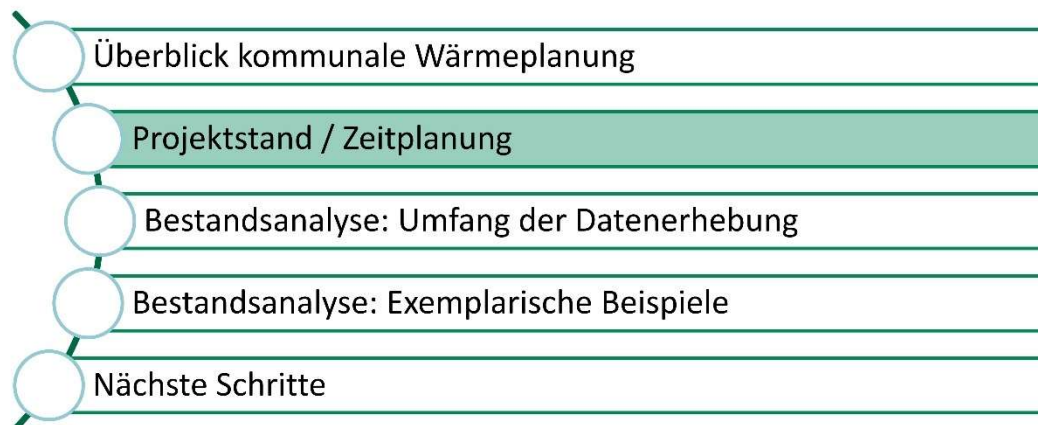 Überblick kommunale Wärmeplanung
Projektstand / Zeitplanung
Bestandsanalyse: Umfang der Datenerhebung
Bestandsanalyse: Exemplarische Beispiele
Nächste Schritte